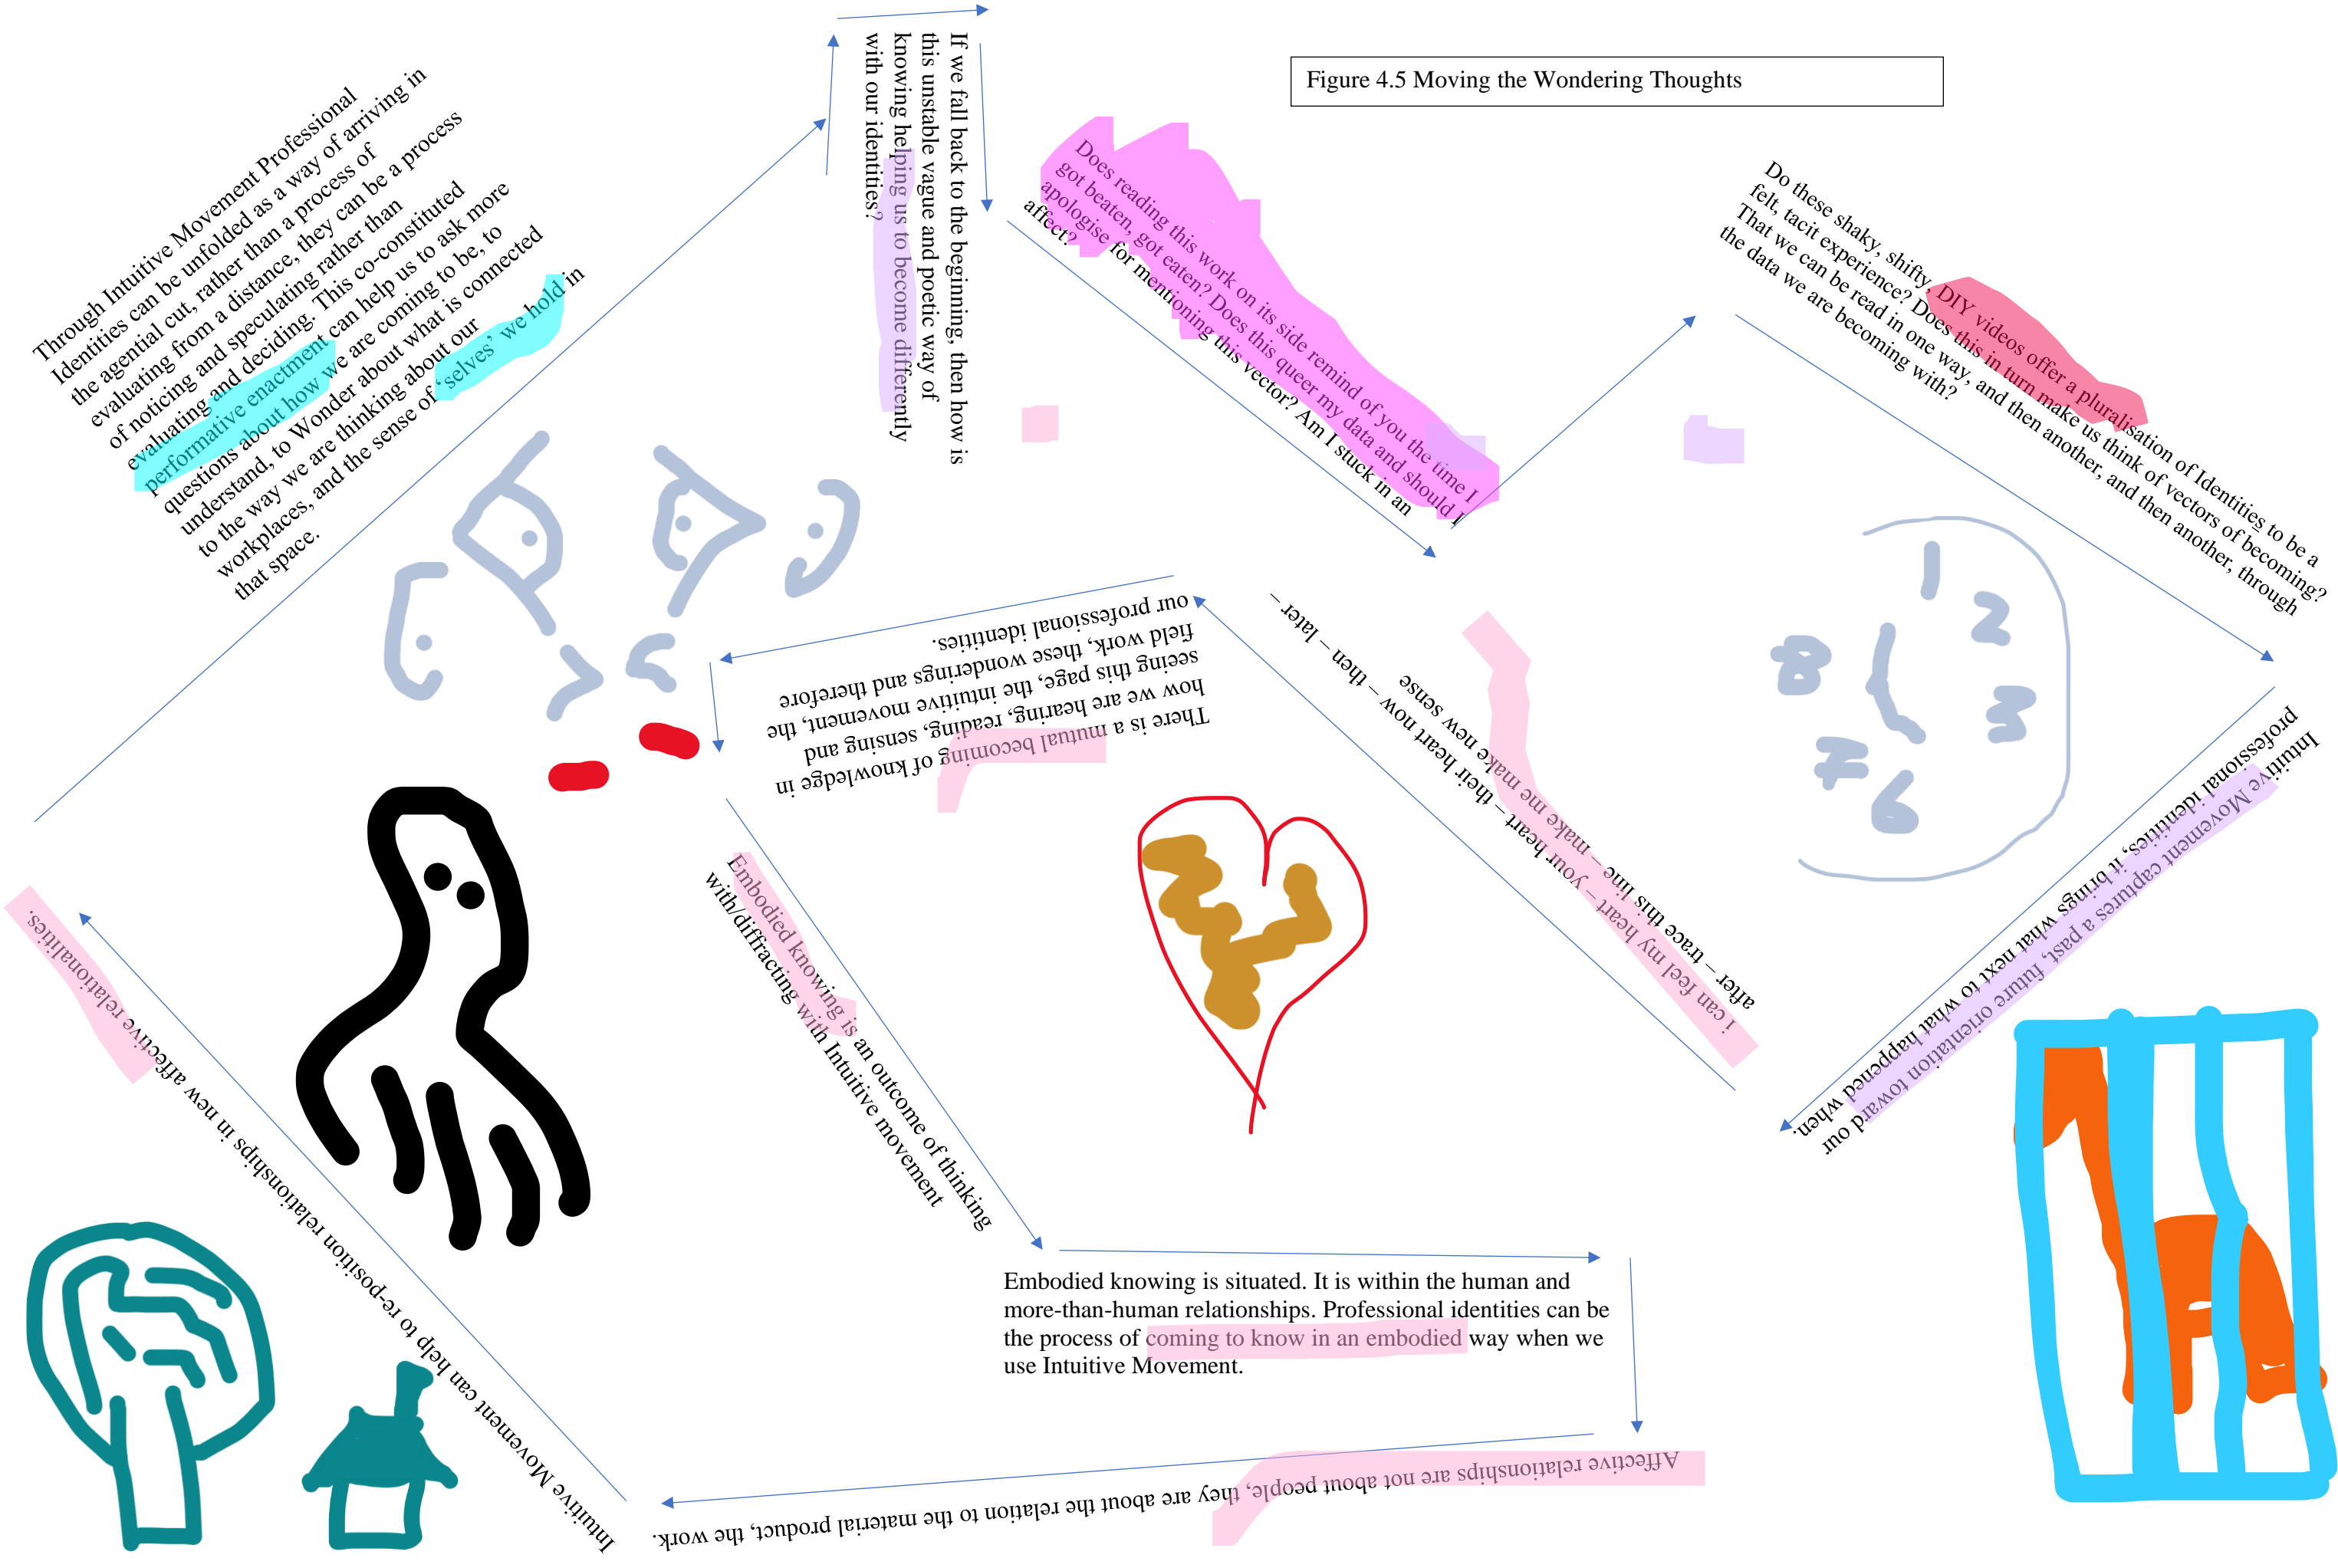 Figure 4.5 Moving the Wondering Thoughts
Through Intuitive Movement Professional
Identities can be unfolded as a way of arriving in
the agential cut, rather than a process of
evaluating from a distance, they can be a process
of noticing and speculating rather than
evaluating and deciding. This co-constituted
performative enactment can help us to ask more
questions about how we are coming to be, to
understand, to Wonder about what is connected
to the way we are thinking about our
workplaces, and the sense of ‘selves’ we hold in
that space.
If we fall back to the beginning, then how is
this unstable vague and poetic way of
knowing helping us to become differently
with our identities?
Does reading this work on its side remind of you the time I
got beaten, got eaten? Does this queer my data and should I
apologise for mentioning this vector? Am I stuck in an
affect?
Do these shaky, shifty, DIY videos offer a pluralisation of Identities to be a
felt, tacit experience? Does this in turn make us think of vectors of becoming?
That we can be read in one way, and then another, and then another, through
the data we are becoming with?
Intuitive Movement captures a past, future orientation toward our
professional identities, it brings what next to what happened when.
i can feel my heart – your heart – their heart now – then – later –
after – trace this line – make me make new sense
There is a mutual becoming of knowledge in
how we are hearing, reading, sensing and
seeing this page, the intuitive movement, the
field work, these wonderings and therefore
our professional identities.
Embodied knowing is an outcome of thinking
with/diffracting with Intuitive movement
Embodied knowing is situated. It is within the human and
more-than-human relationships. Professional identities can be
the process of coming to know in an embodied way when we
use Intuitive Movement.
Affective relationships are not about people, they are about the relation to the material product, the work.
Intuitive Movement can help to re-position relationships in new affective relationalities.
1
2
3
6
7
8